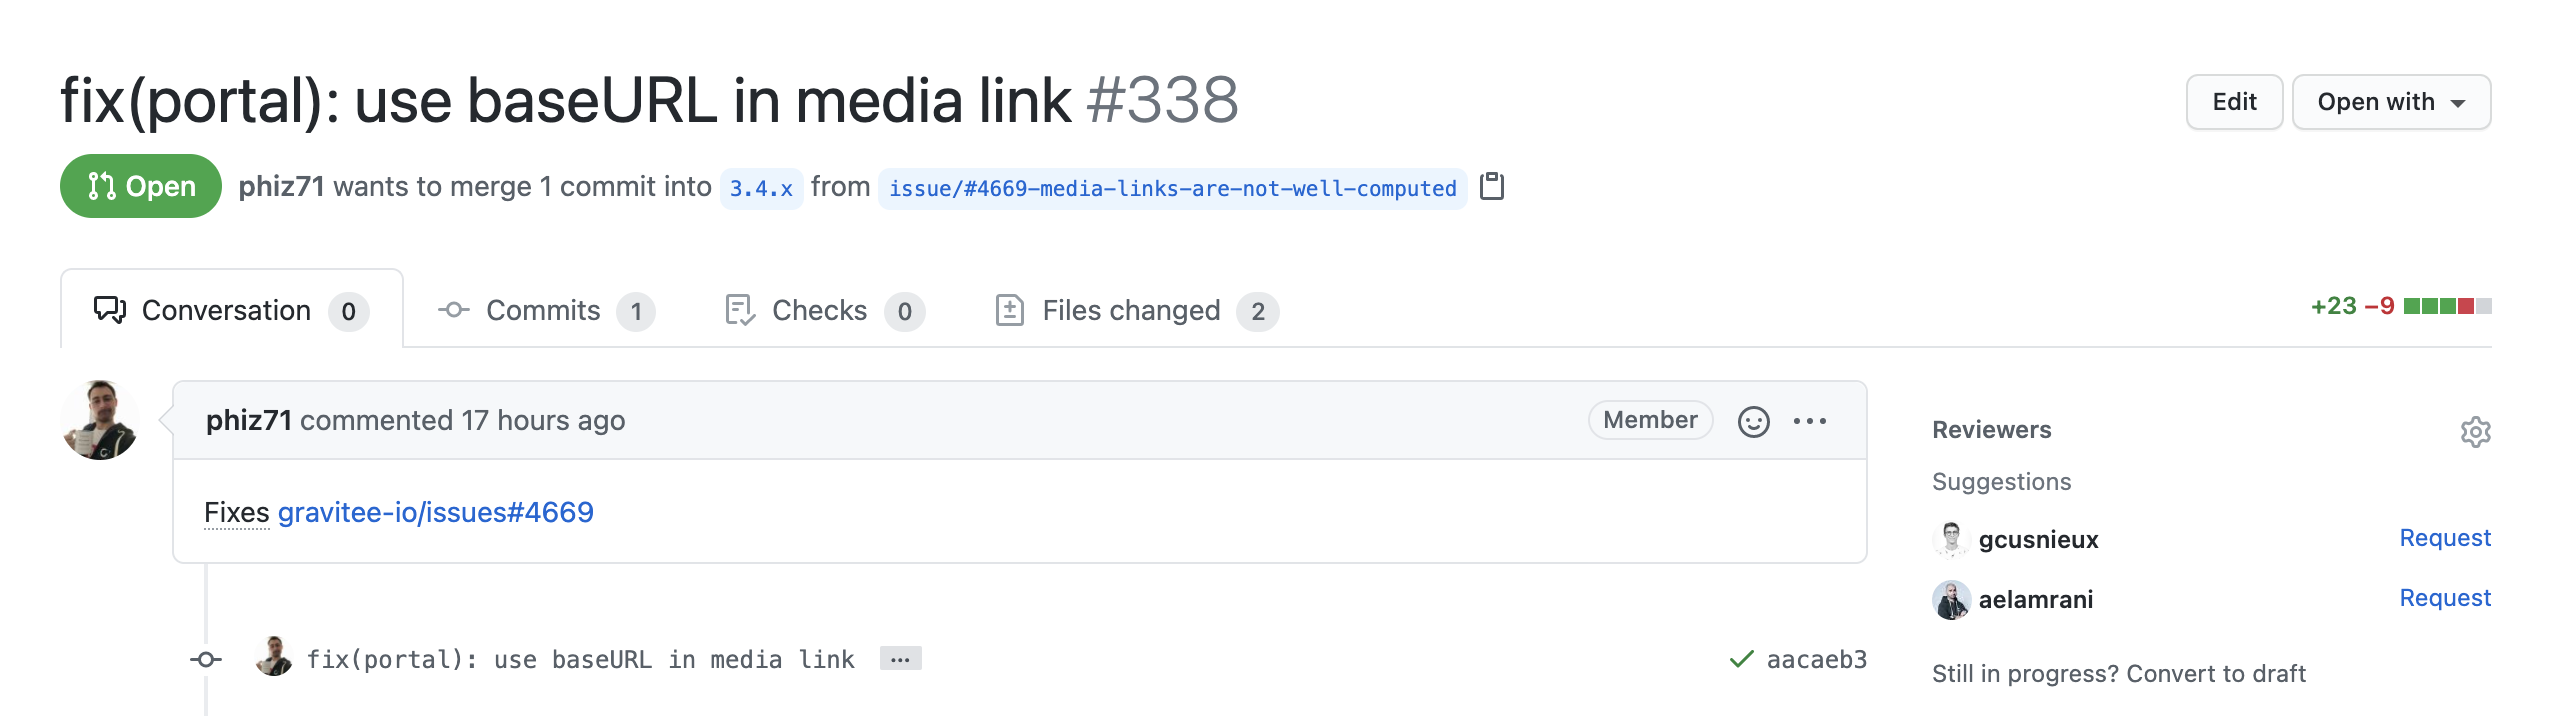 fix(portal): use baseURL in media link #338
Edit
Open with
Open
phiz71 wants to merge 1 commit into 3.4.x from issue/#4669-media-links-are-not-well-computed
Conversation 0
Commits 1
Checks 0
Files changed 2
+23 −9
phiz71 commented 17 hours ago
Member
Fixes gravitee-io/issues#4669
fix(portal): use baseURL in media link ...
aacaeb3
Reviewers
Suggestions
gcusnieux Request
aelamrani Request
Still in progress? Convert to draft